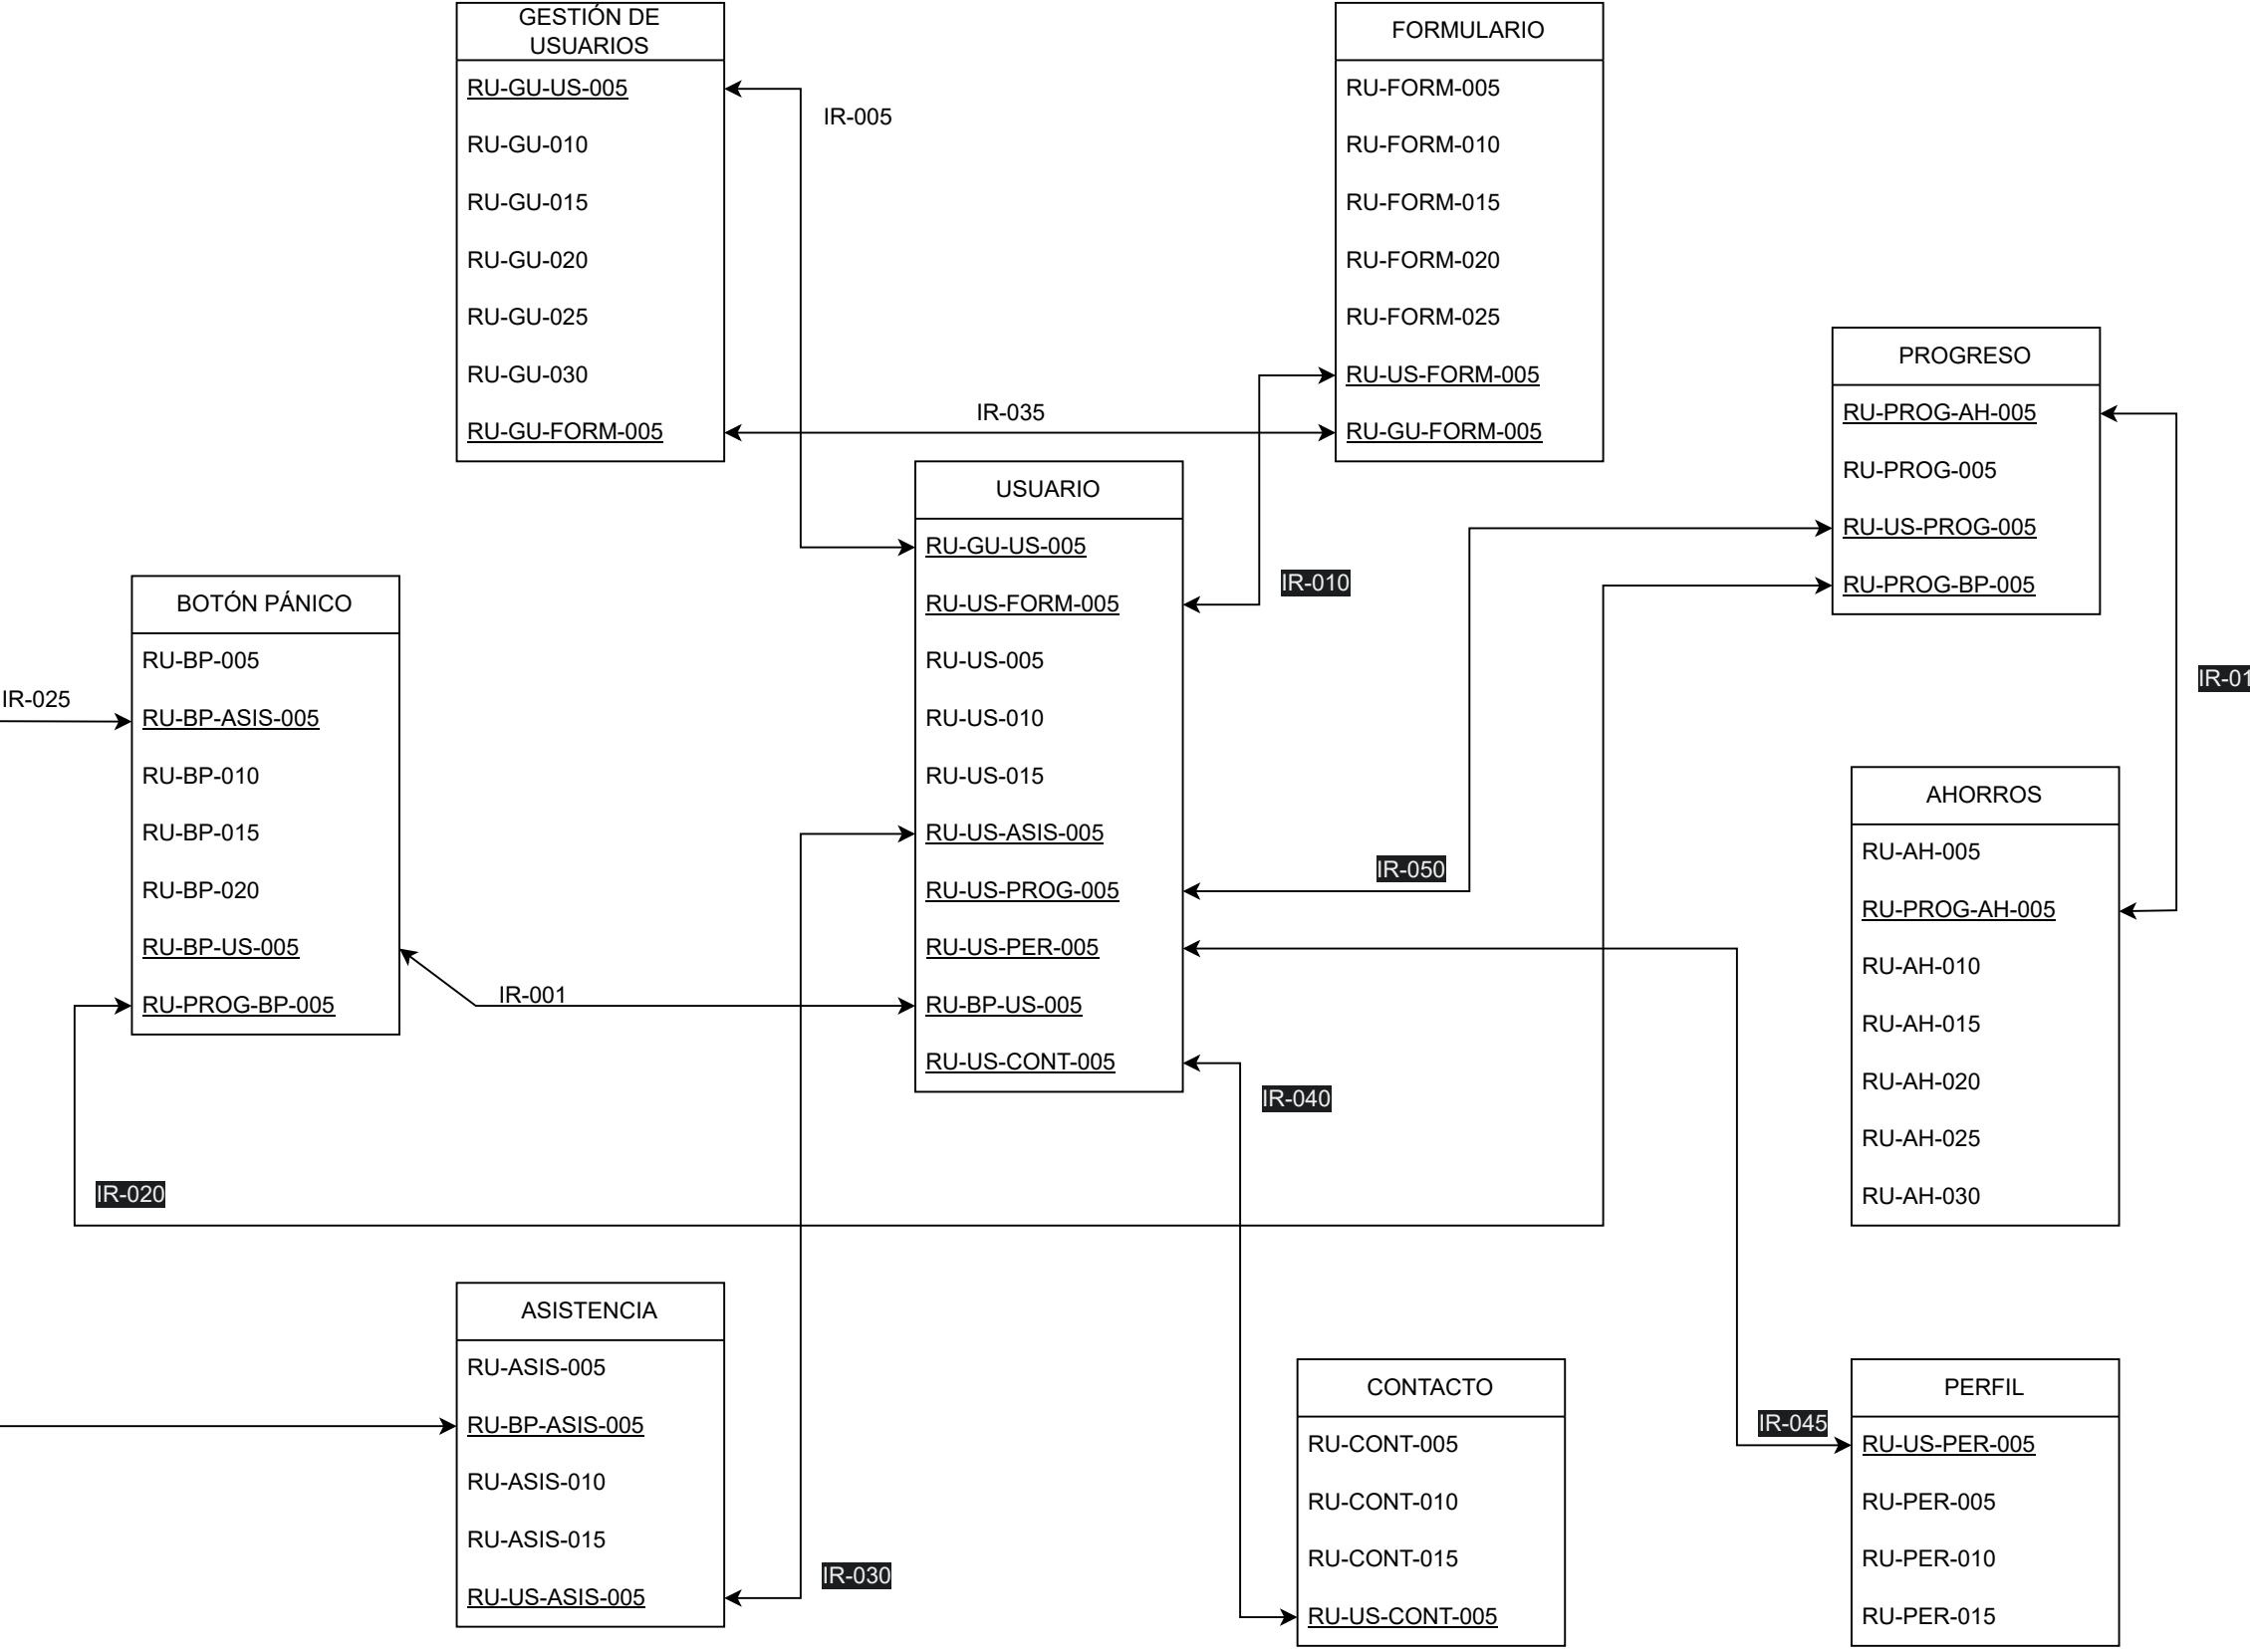 GESTIÓN DE
USUARIOS
RU-GU-US-005
RU-GU-010
RU-GU-015
RU-GU-020
RU-GU-025
RU-GU-030
RU-GU-FORM-005
IR-005
IR-035
FORMULARIO
RU-FORM-005
RU-FORM-010
RU-FORM-015
RU-FORM-020
RU-FORM-025
RU-US-FORM-005
RU-GU-FORM-005
PROGRESO
RU-PROG-AH-005
RU-PROG-005
RU-US-PROG-005
RU-PROG-BP-005
USUARIO
RU-GU-US-005
RU-US-FORM-005
RU-US-005
RU-US-010
RU-US-015
RU-US-ASIS-005
RU-US-PROG-005
RU-US-PER-005
RU-BP-US-005
RU-US-CONT-005
IR-010
IR-050
IR-040
IR-01
BOTÓN PÁNICO
RU-BP-005
RU-BP-ASIS-005
RU-BP-010
RU-BP-015
RU-BP-020
RU-BP-US-005
RU-PROG-BP-005
IR-025
IR-001
IR-020
AHORROS
RU-AH-005
RU-PROG-AH-005
RU-AH-010
RU-AH-015
RU-AH-020
RU-AH-025
RU-AH-030
ASISTENCIA
RU-ASIS-005
RU-BP-ASIS-005
RU-ASIS-010
RU-ASIS-015
RU-US-ASIS-005
IR-030
CONTACTO
RU-CONT-005
RU-CONT-010
RU-CONT-015
RU-US-CONT-005
IR-045
PERFIL
RU-US-PER-005
RU-PER-005
RU-PER-010
RU-PER-015